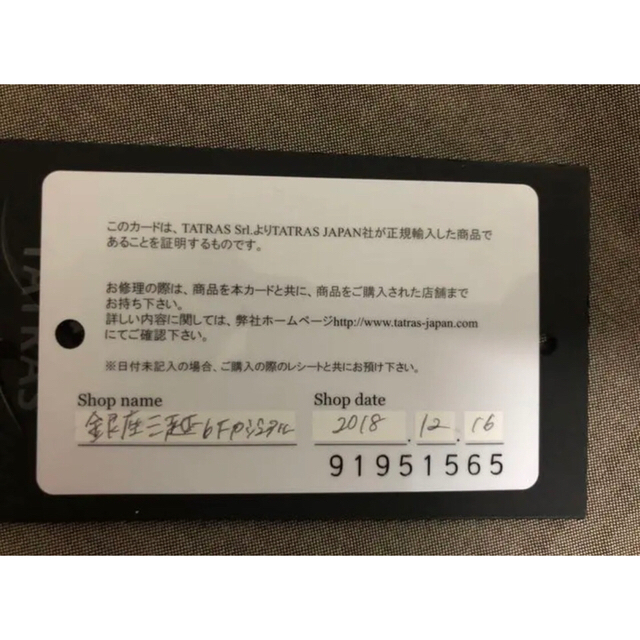 このカードは、TATRAS Srl.よりTATRAS JAPAN社が正規輸入した商品で
あることを証明するものです。
お修理の際は、商品を本カードと共に、商品をご購入された店舗まで
お持ち下さい。
詳しい内容に関しては、弊社ホームページhttp://www.tatras-japan.com
にてご確認下さい。
※日付未記入の場合、ご購入の際のレシートと共にお預け下さい。
Shop name Shop date
銀座三越6F 2018.12.16
91951565
TATRAS